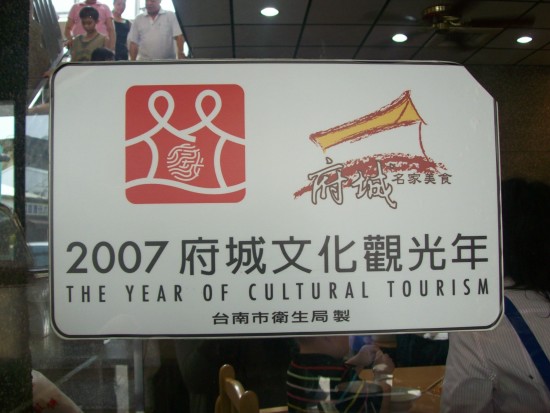 府城
名家美食
2007 府城文化觀光年
THE YEAR OF CULTURAL TOURISM
台南市衛生局 製